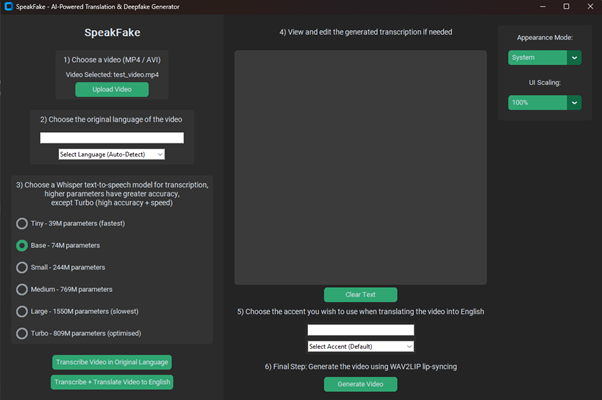 SpeakFake - AI-Powered Translation & Deepfake Generator
SpeakFake
1) Choose a video (MP4 / AVI)
Video Selected: test_video.mp4
Upload Video
2) Choose the original language of the video
Select Language (Auto-Detect)
3) Choose a Whisper text-to-speech model for transcription,
higher parameters have greater accuracy,
except Turbo (high accuracy + speed)
Tiny - 39M parameters (fastest)
Base - 74M parameters
Small - 244M parameters
Medium - 769M parameters
Large - 1550M parameters (slowest)
Turbo - 809M parameters (optimised)
Transcribe Video in Original Language
Transcribe + Translate Video to English
4) View and edit the generated transcription if needed
Clear Text
5) Choose the accent you wish to use when translating the video into English
Select Accent (Default)
6) Final Step: Generate the video using WAV2LIP lip-syncing
Generate Video
Appearance Mode:
System
UI Scaling:
100%